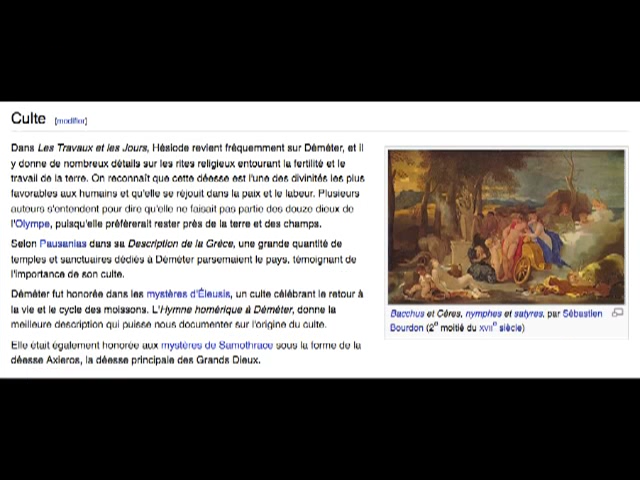 Culte [modifier]
Dans Les Travaux et les Jours, Hésiode revient fréquemment sur Déméter, et il
y donne de nombreux détails sur les rites religieux entourant la fertilité et le
travail de la terre. On reconnaît que cette déesse est l'une des divinités les plus
favorables aux humains et qu'elle se réjouit dans la paix et le labeur. Plusieurs
auteurs s'entendent pour dire qu'elle ne faisait pas partie des douze dieux de
l'Olympe, puisqu'elle préfèrerait rester près de la terre et des champs.
Selon Pausanias dans sa Description de la Grèce, une grande quantité de
temples et sanctuaires dédiés à Déméter parsemaient le pays, témoignant de
l'importance de son culte.
Déméter fut honorée dans les mystères d'Éleusis, un culte célébrant le retour à
la vie et le cycle des moissons. L'Hymne homérique à Déméter, donne la
meilleure description qui puisse nous documenter sur l'origine du culte.
Elle était également honorée aux mystères de Samothrace sous la forme de la
déesse Axieros, la déesse principale des Grands Dieux.
Bacchus et Cérès, nymphes et satyres, par Sébastien
Bourdon (2e moitié du XVIIe siècle)